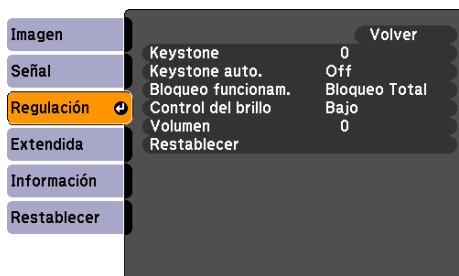 Imagen
Señal
Regulación
Extendida
Información
Restablecer
Volver
Keystone 0
Keystone auto. Off
Bloqueo funcionam. Bloqueo Total
Control del brillo Bajo
Volumen 0
Restablecer